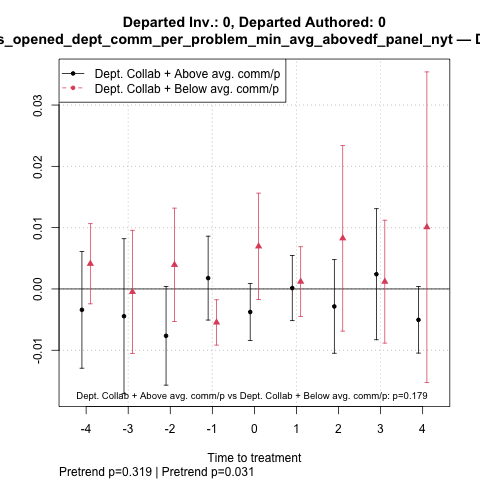 Departed Inv.: 0, Departed Authored: 0
s_opened_dept_comm_per_problem_min_avg_abovedf_panel_nyt — D
Dept. Collab + Above avg. comm/p
Dept. Collab + Below avg. comm/p
0.03
0.02
0.01
0.00
-0.01
Dept. Collab + Above avg. comm/p vs Dept. Collab + Below avg. comm/p: p=0.179
-4 -3 -2 -1 0 1 2 3 4
Time to treatment
Pretrend p=0.319 | Pretrend p=0.031